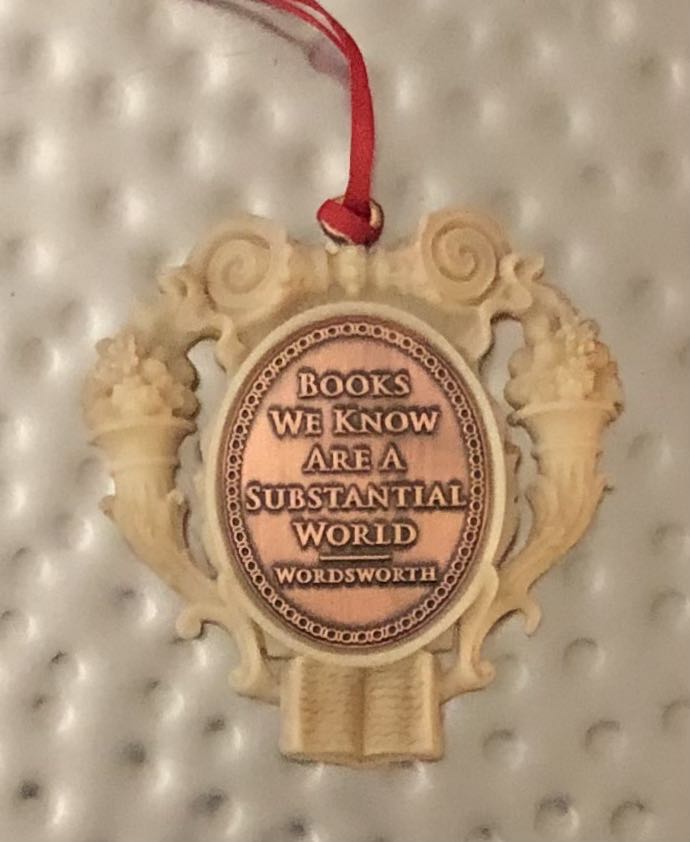 Books
We Know
Are A
Substantial
World
Wordsworth